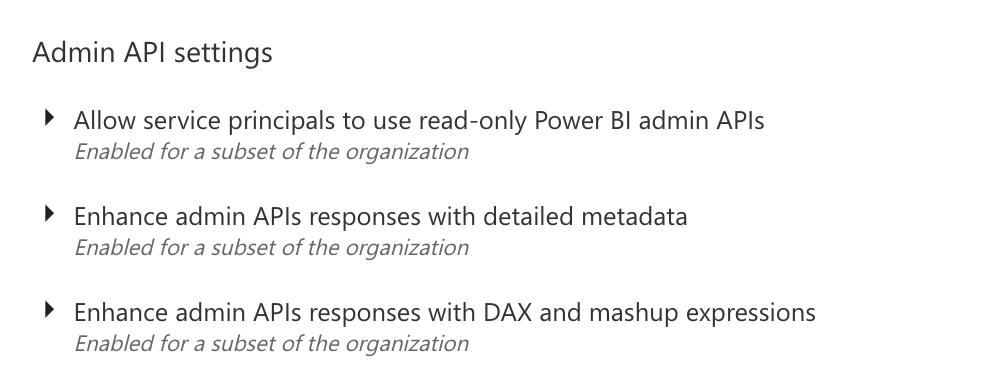 Admin API settings
Allow service principals to use read-only Power BI admin APIs
Enabled for a subset of the organization
Enhance admin APIs responses with detailed metadata
Enabled for a subset of the organization
Enhance admin APIs responses with DAX and mashup expressions
Enabled for a subset of the organization